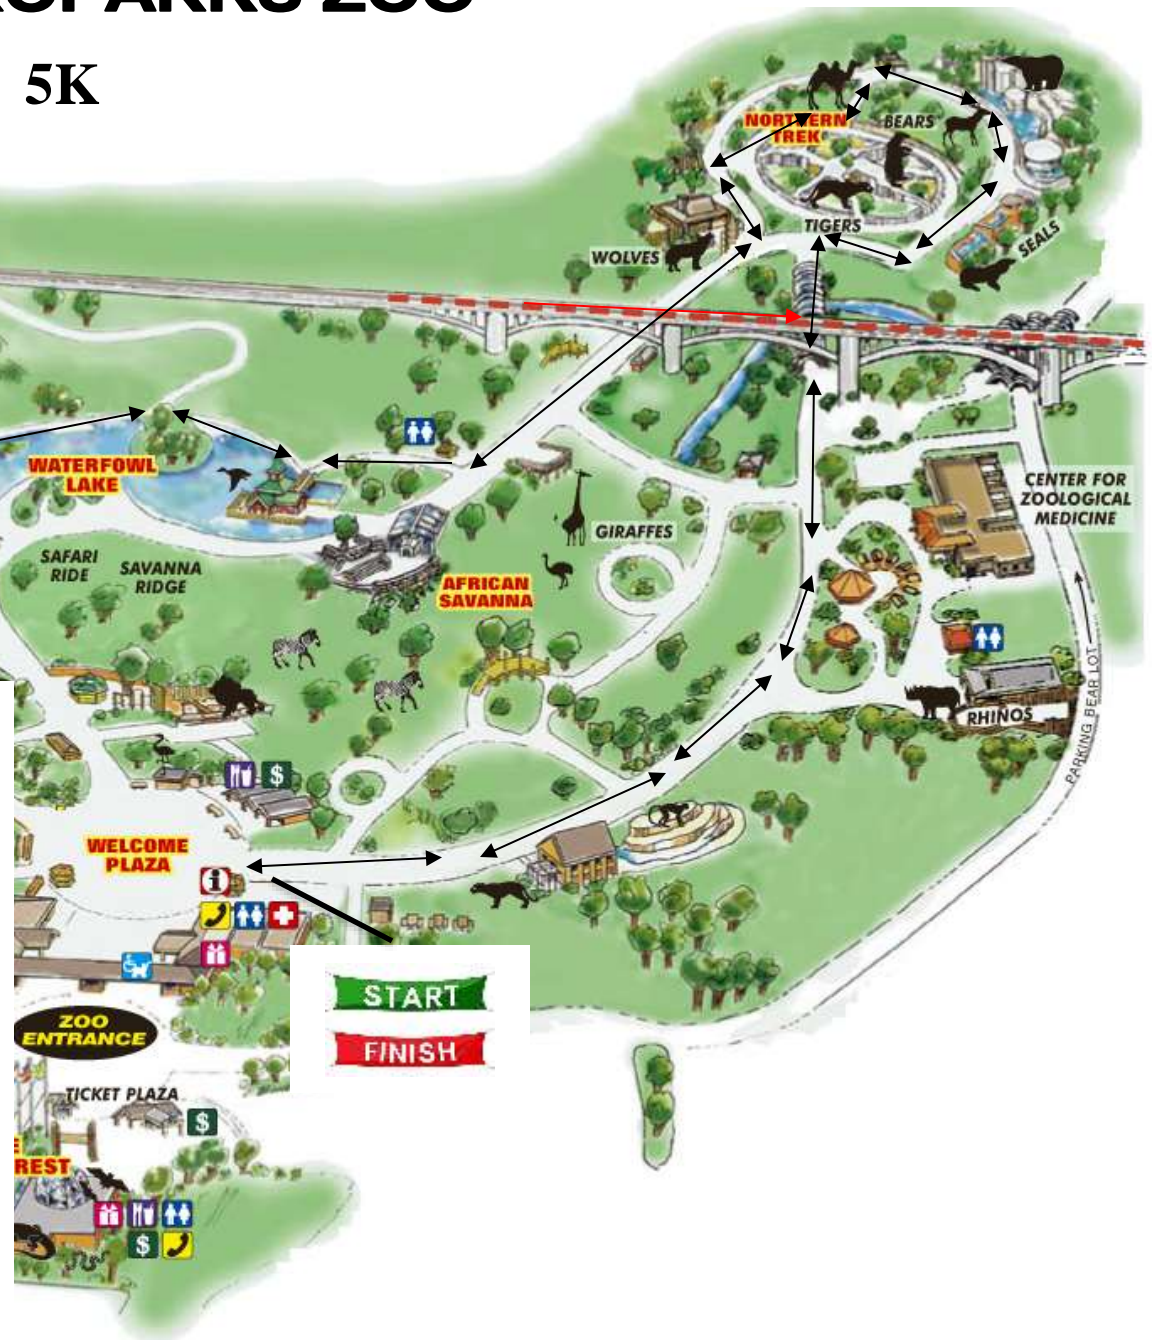 5K
NORTHERN
TREK
BEARS
TIGERS
SEALS
WOLVES
WATERFOWL
LAKE
CENTER FOR
ZOOLOGICAL
MEDICINE
GIRAFFES
SAFARI
RIDE
SAVANNA
RIDGE
AFRICAN
SAVANNA
RHINOS
PARKING BEAR LOT
WELCOME
PLAZA
START
FINISH
ZOO
ENTRANCE
TICKET PLAZA
$
$
$
REST